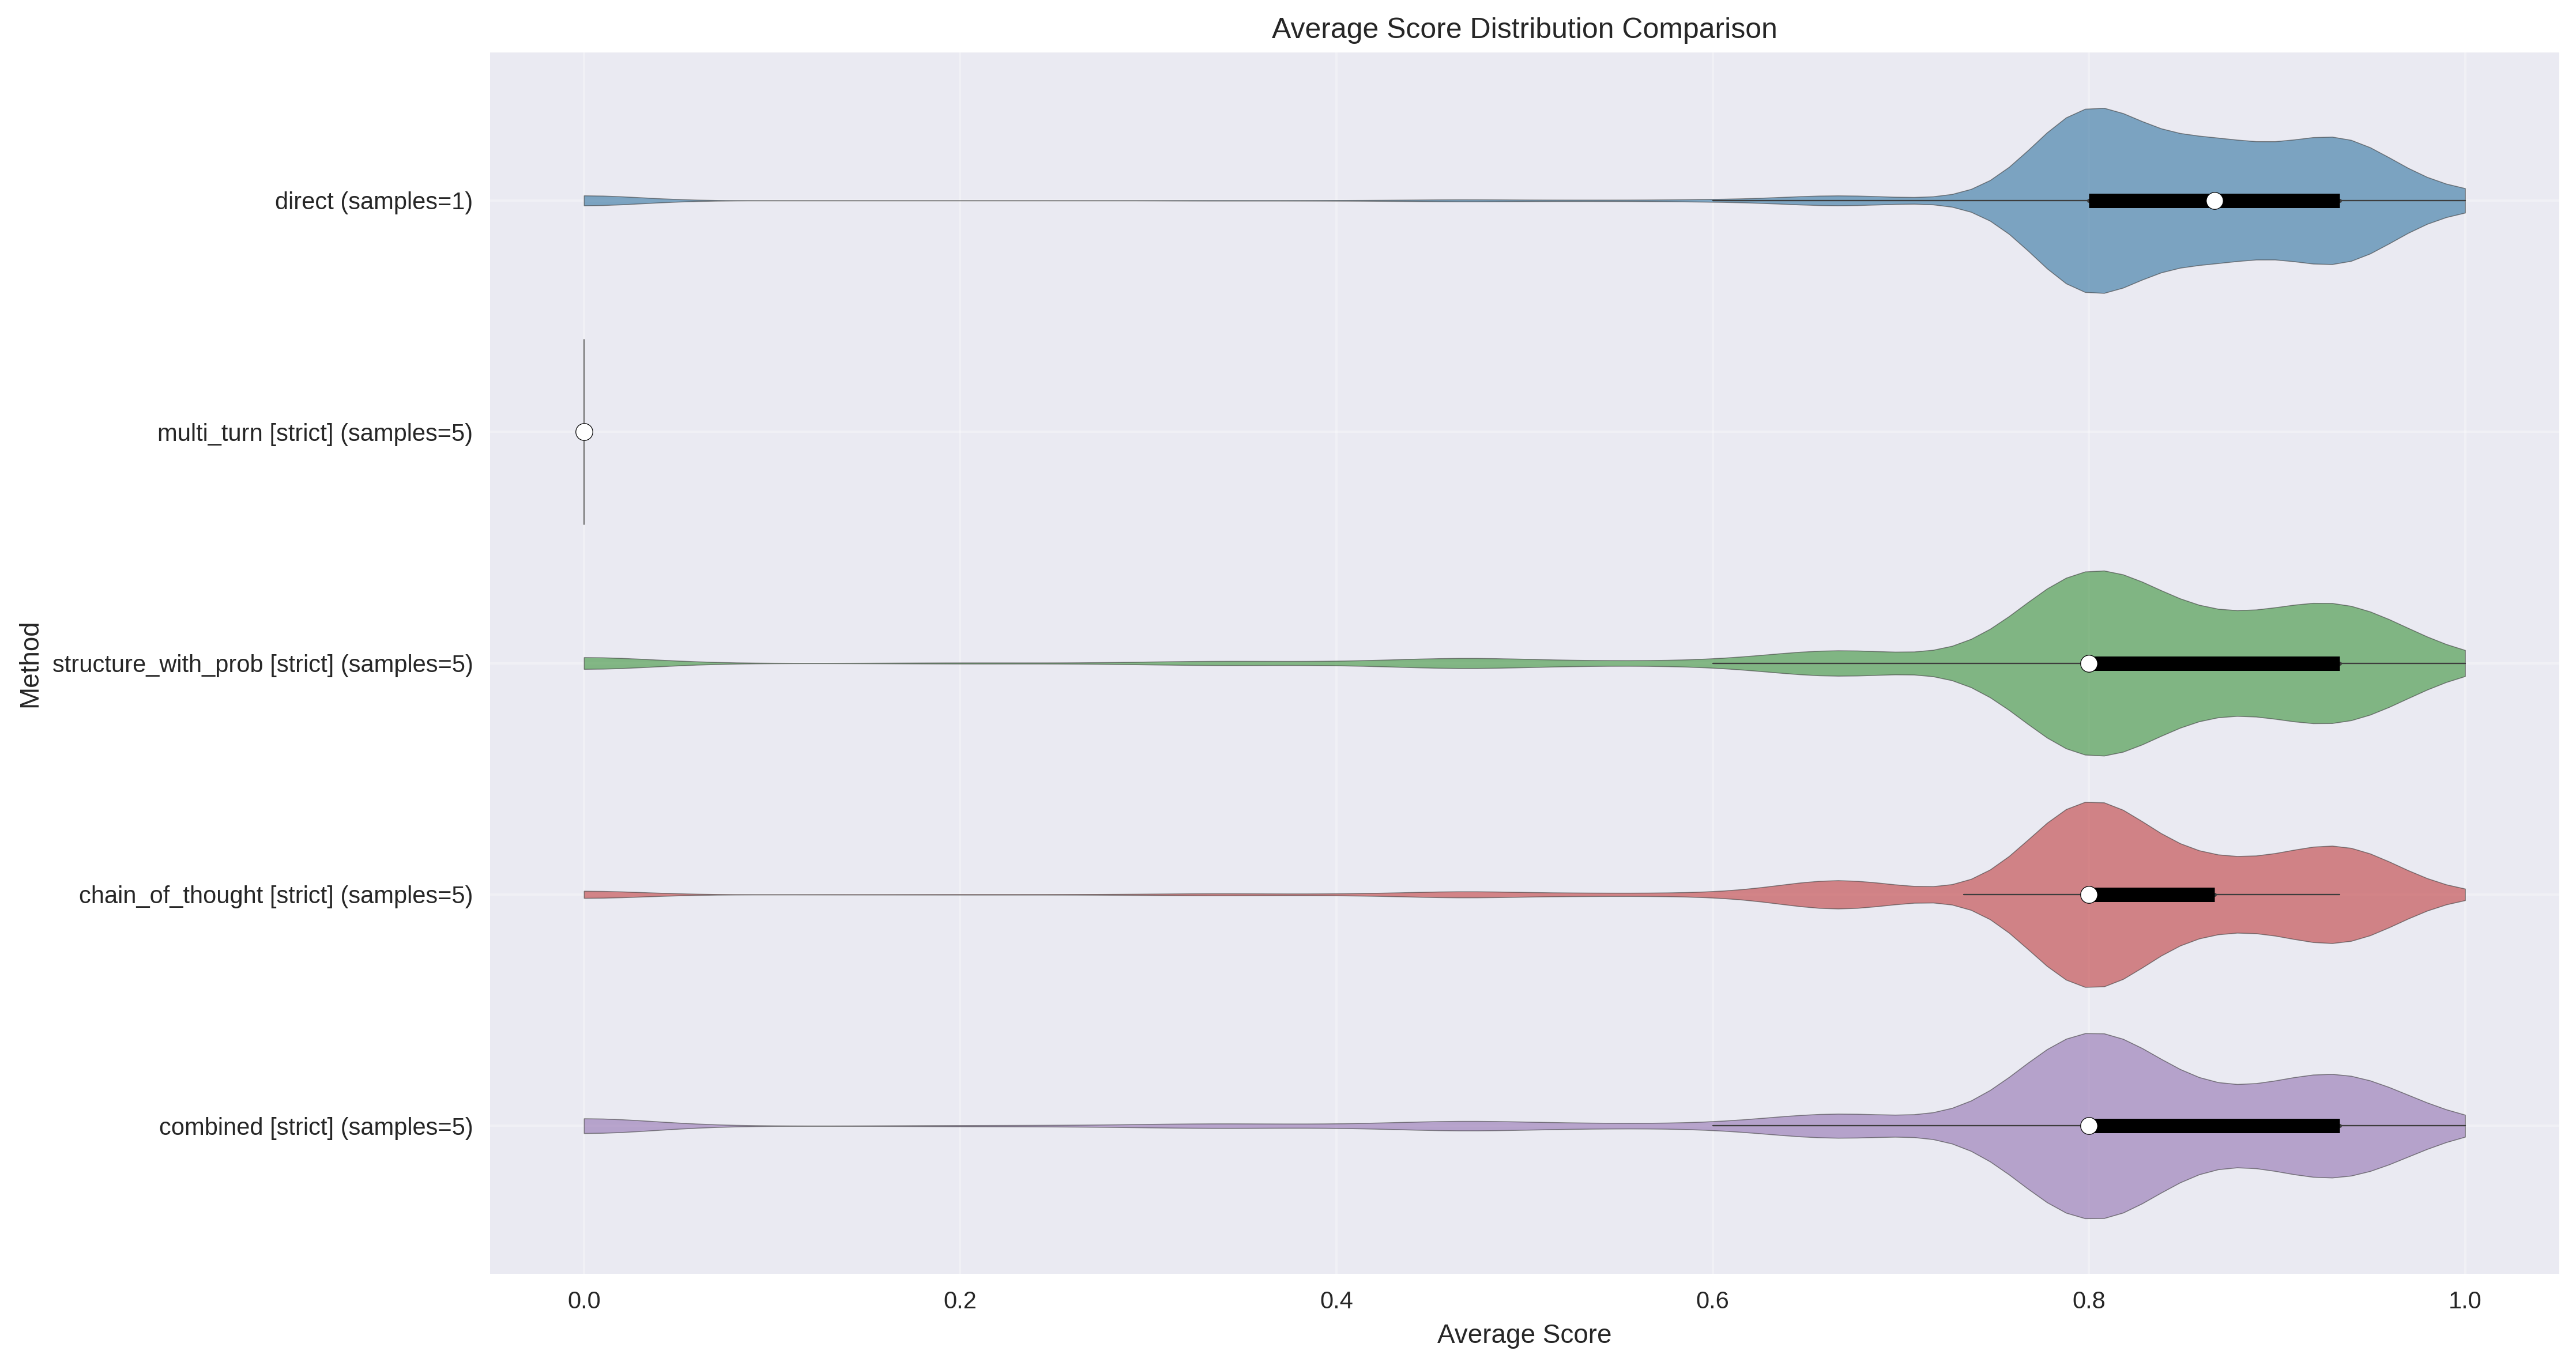 Average Score Distribution Comparison
Method
direct (samples=1)
multi_turn [strict] (samples=5)
structure_with_prob [strict] (samples=5)
chain_of_thought [strict] (samples=5)
combined [strict] (samples=5)
0.0 0.2 0.4 0.6 0.8 1.0
Average Score